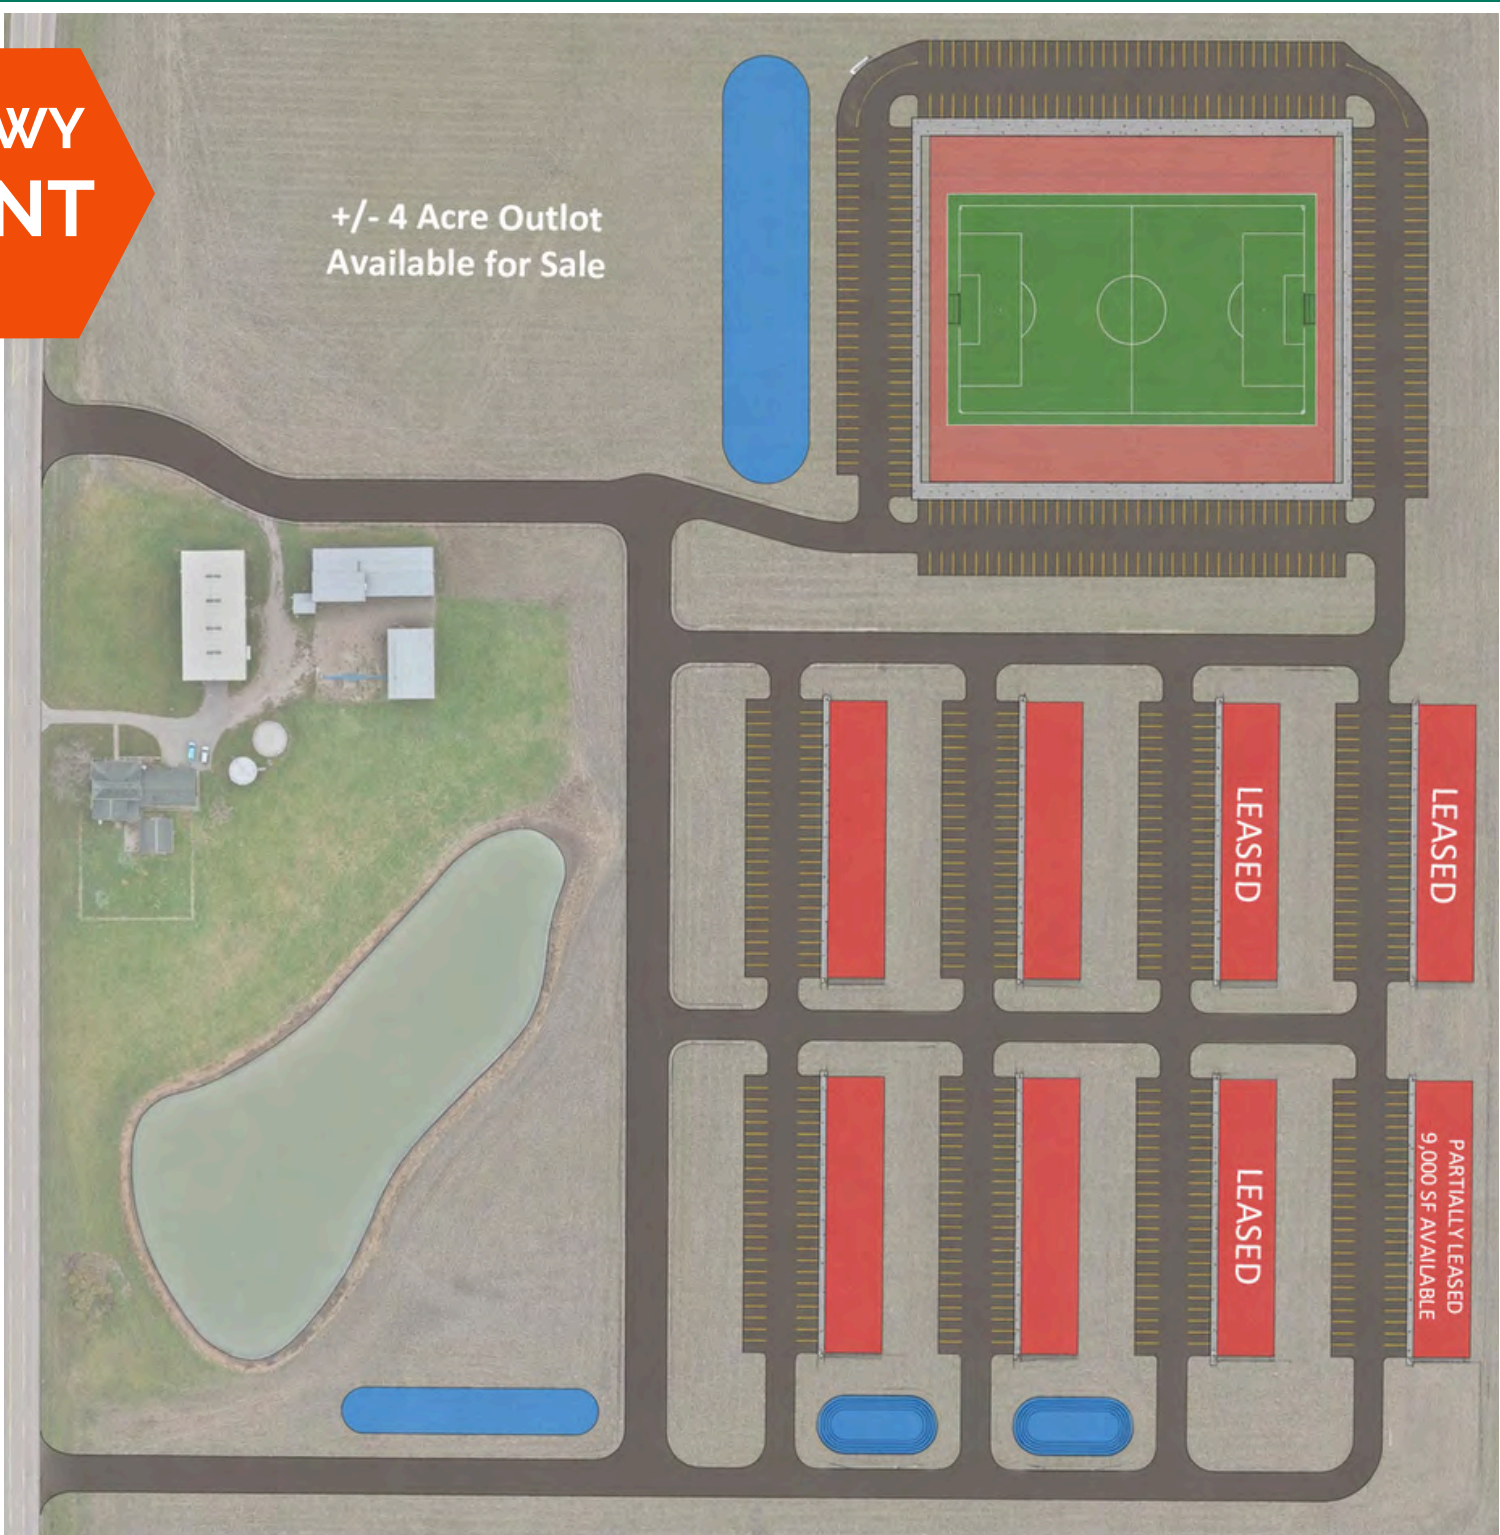 WY
NT
+/- 4 Acre Outlot
Available for Sale
LEASED
LEASED
LEASED
PARTIALLY LEASED
9,000 SF AVAILABLE